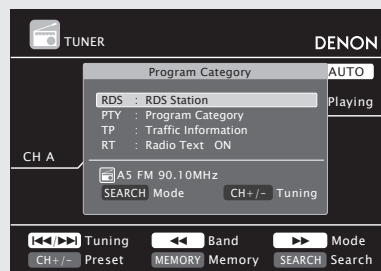 TUNER
DENON
Program Category
AUTO
RDS : RDS Station
Playing
PTY : Program Category
TP : Traffic Information
RT : Radio Text ON
CH A
A5 FM 90.10MHz
SEARCH Mode CH+/- Tuning
Tuning Band Mode
CH+/- Preset MEMORY Memory SEARCH Search